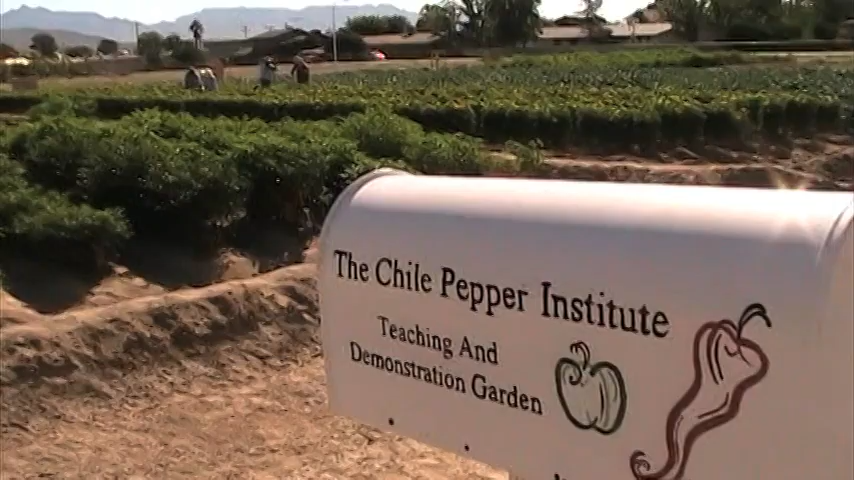 The Chile Pepper Institute
Teaching And
Demonstration Garden